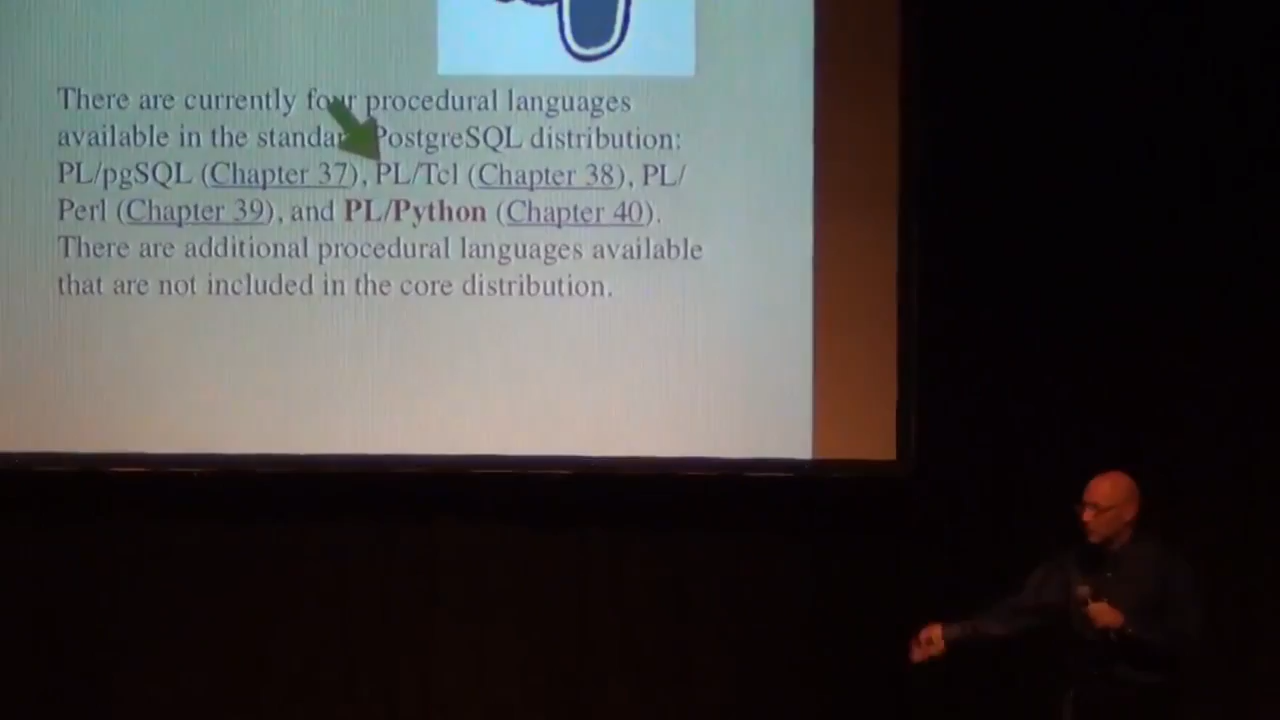 There are currently four procedural languages
available in the standard PostgreSQL distribution:
PL/pgSQL (Chapter 37), PL/Tcl (Chapter 38), PL/
Perl (Chapter 39), and PL/Python (Chapter 40).
There are additional procedural languages available
that are not included in the core distribution.